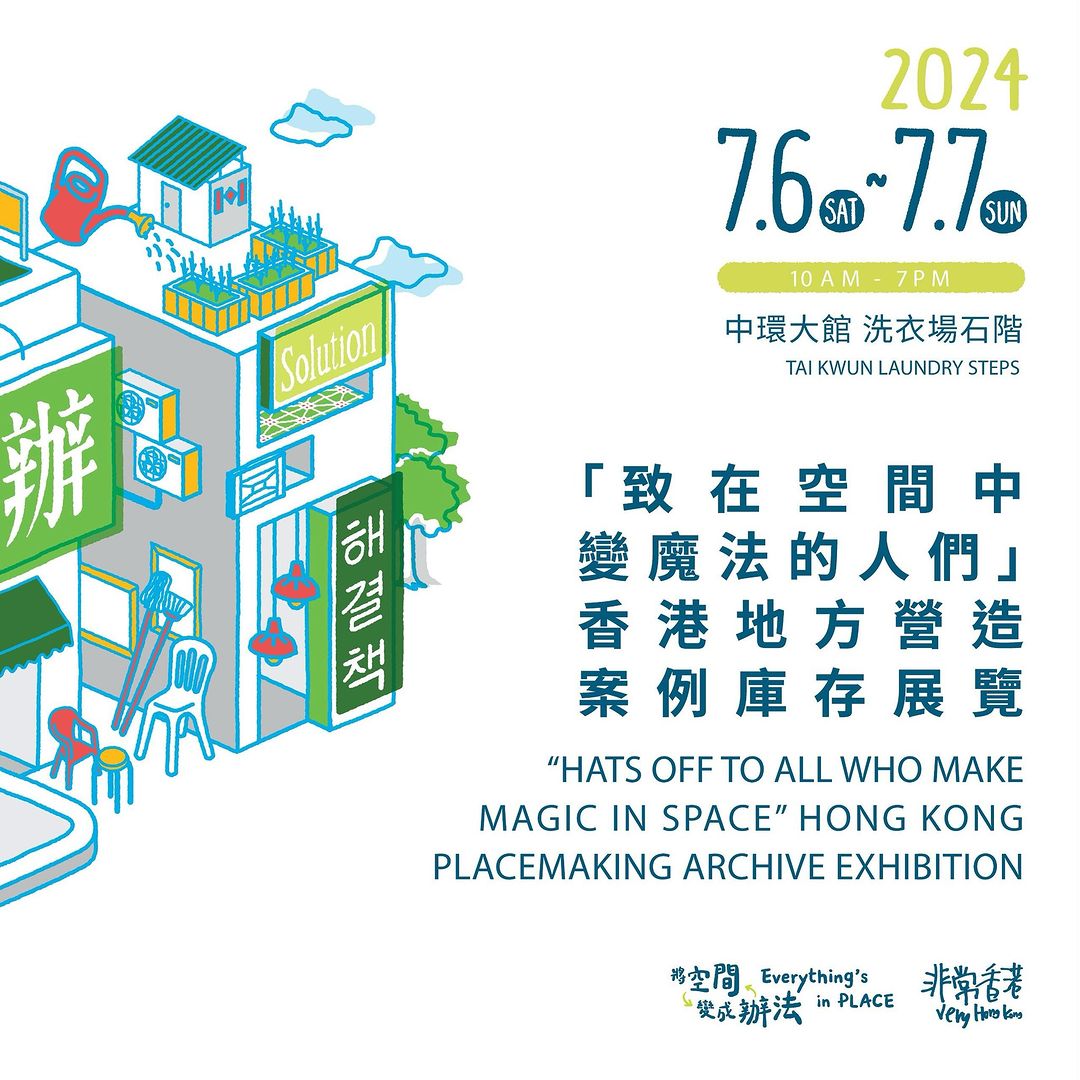 2024
7.6 SAT ~ 7.7 SUN
10 AM - 7 PM
中環大館 洗衣場石階
TAI KWUN LAUNDRY STEPS
Solution
辦
해결책
「致在空間中
變魔法的人們」
香港地方營造
案例庫存展覽
“HATS OFF TO ALL WHO MAKE
MAGIC IN SPACE” HONG KONG
PLACEMAKING ARCHIVE EXHIBITION
將空間
變成辦法
Everything's
in PLACE
非常香港
Very Hong Kong